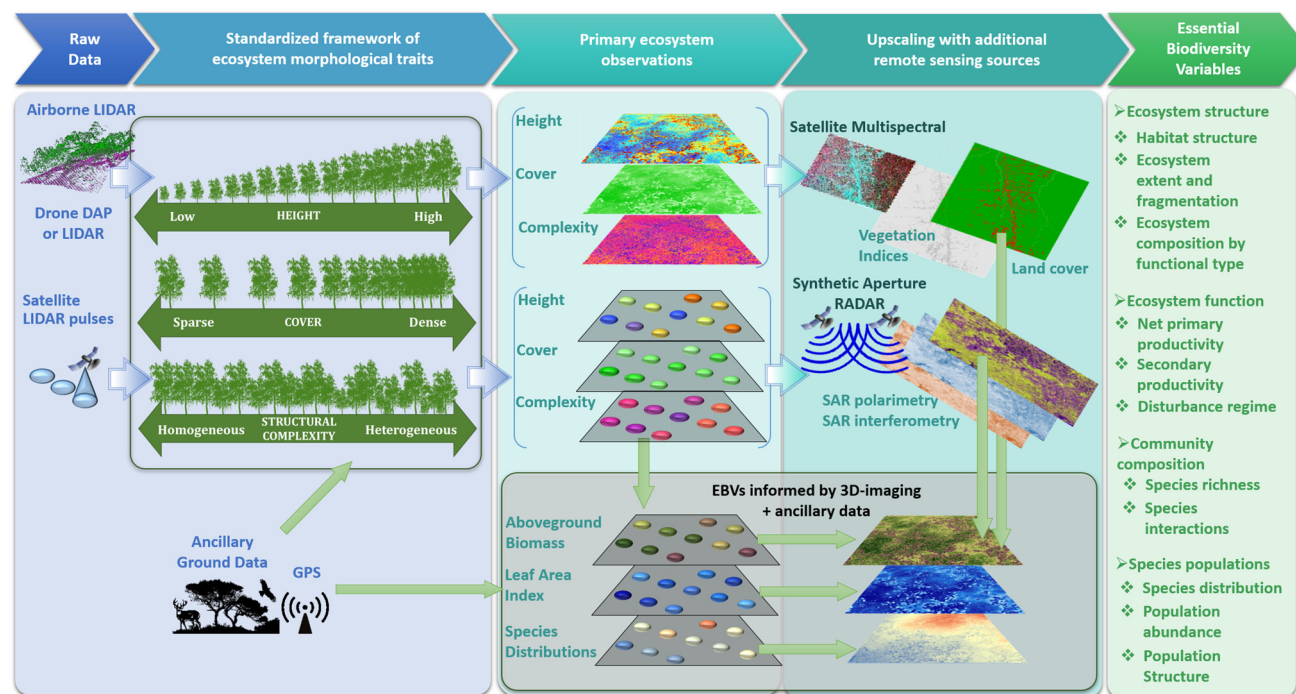 Raw
Data
Standardized framework of
ecosystem morphological traits
Primary ecosystem
observations
Upscaling with additional
remote sensing sources
Essential
Biodiversity
Variables
Airborne LIDAR
Drone DAP
or LIDAR
Satellite
LIDAR pulses
Low HEIGHT High
Sparse COVER Dense
Homogeneous STRUCTURAL COMPLEXITY Heterogeneous
Ancillary
Ground Data
GPS
Height
Cover
Complexity
Height
Cover
Complexity
Satellite Multispectral
Vegetation
Indices
Land cover
Synthetic Aperture
RADAR
SAR polarimetry
SAR interferometry
EBVs informed by 3D-imaging
+ ancillary data
Aboveground
Biomass
Leaf Area
Index
Species
Distributions
➢Ecosystem structure
❖ Habitat structure
❖ Ecosystem
extent and
fragmentation
❖ Ecosystem
composition by
functional type
➢Ecosystem function
❖ Net primary
productivity
❖ Secondary
productivity
❖ Disturbance regime
➢Community
composition
❖ Species richness
❖ Species
interactions
➢Species populations
❖ Species distribution
❖ Population
abundance
❖ Population
Structure